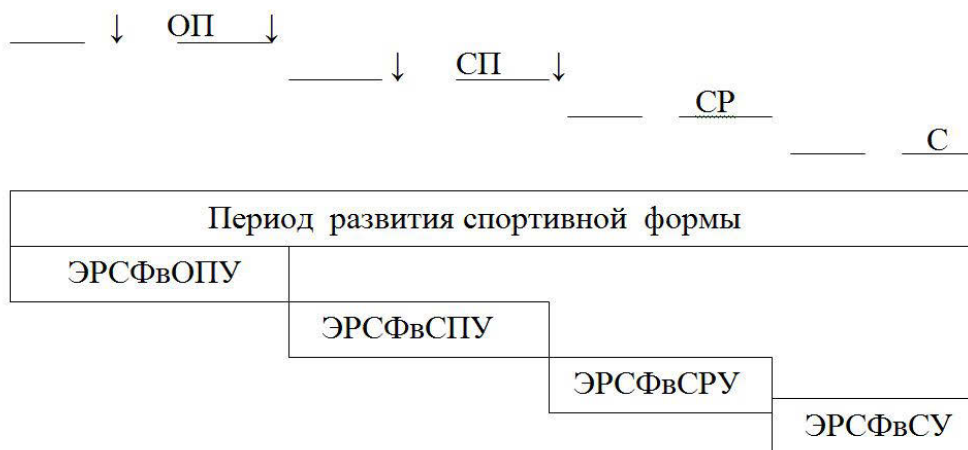 ↓ ОП ↓
↓ СП ↓
СР
С
Период развития спортивной формы
ЭРСФвОПУ
ЭРСФвСПУ
ЭРСФвСРУ
ЭРСФвСУ